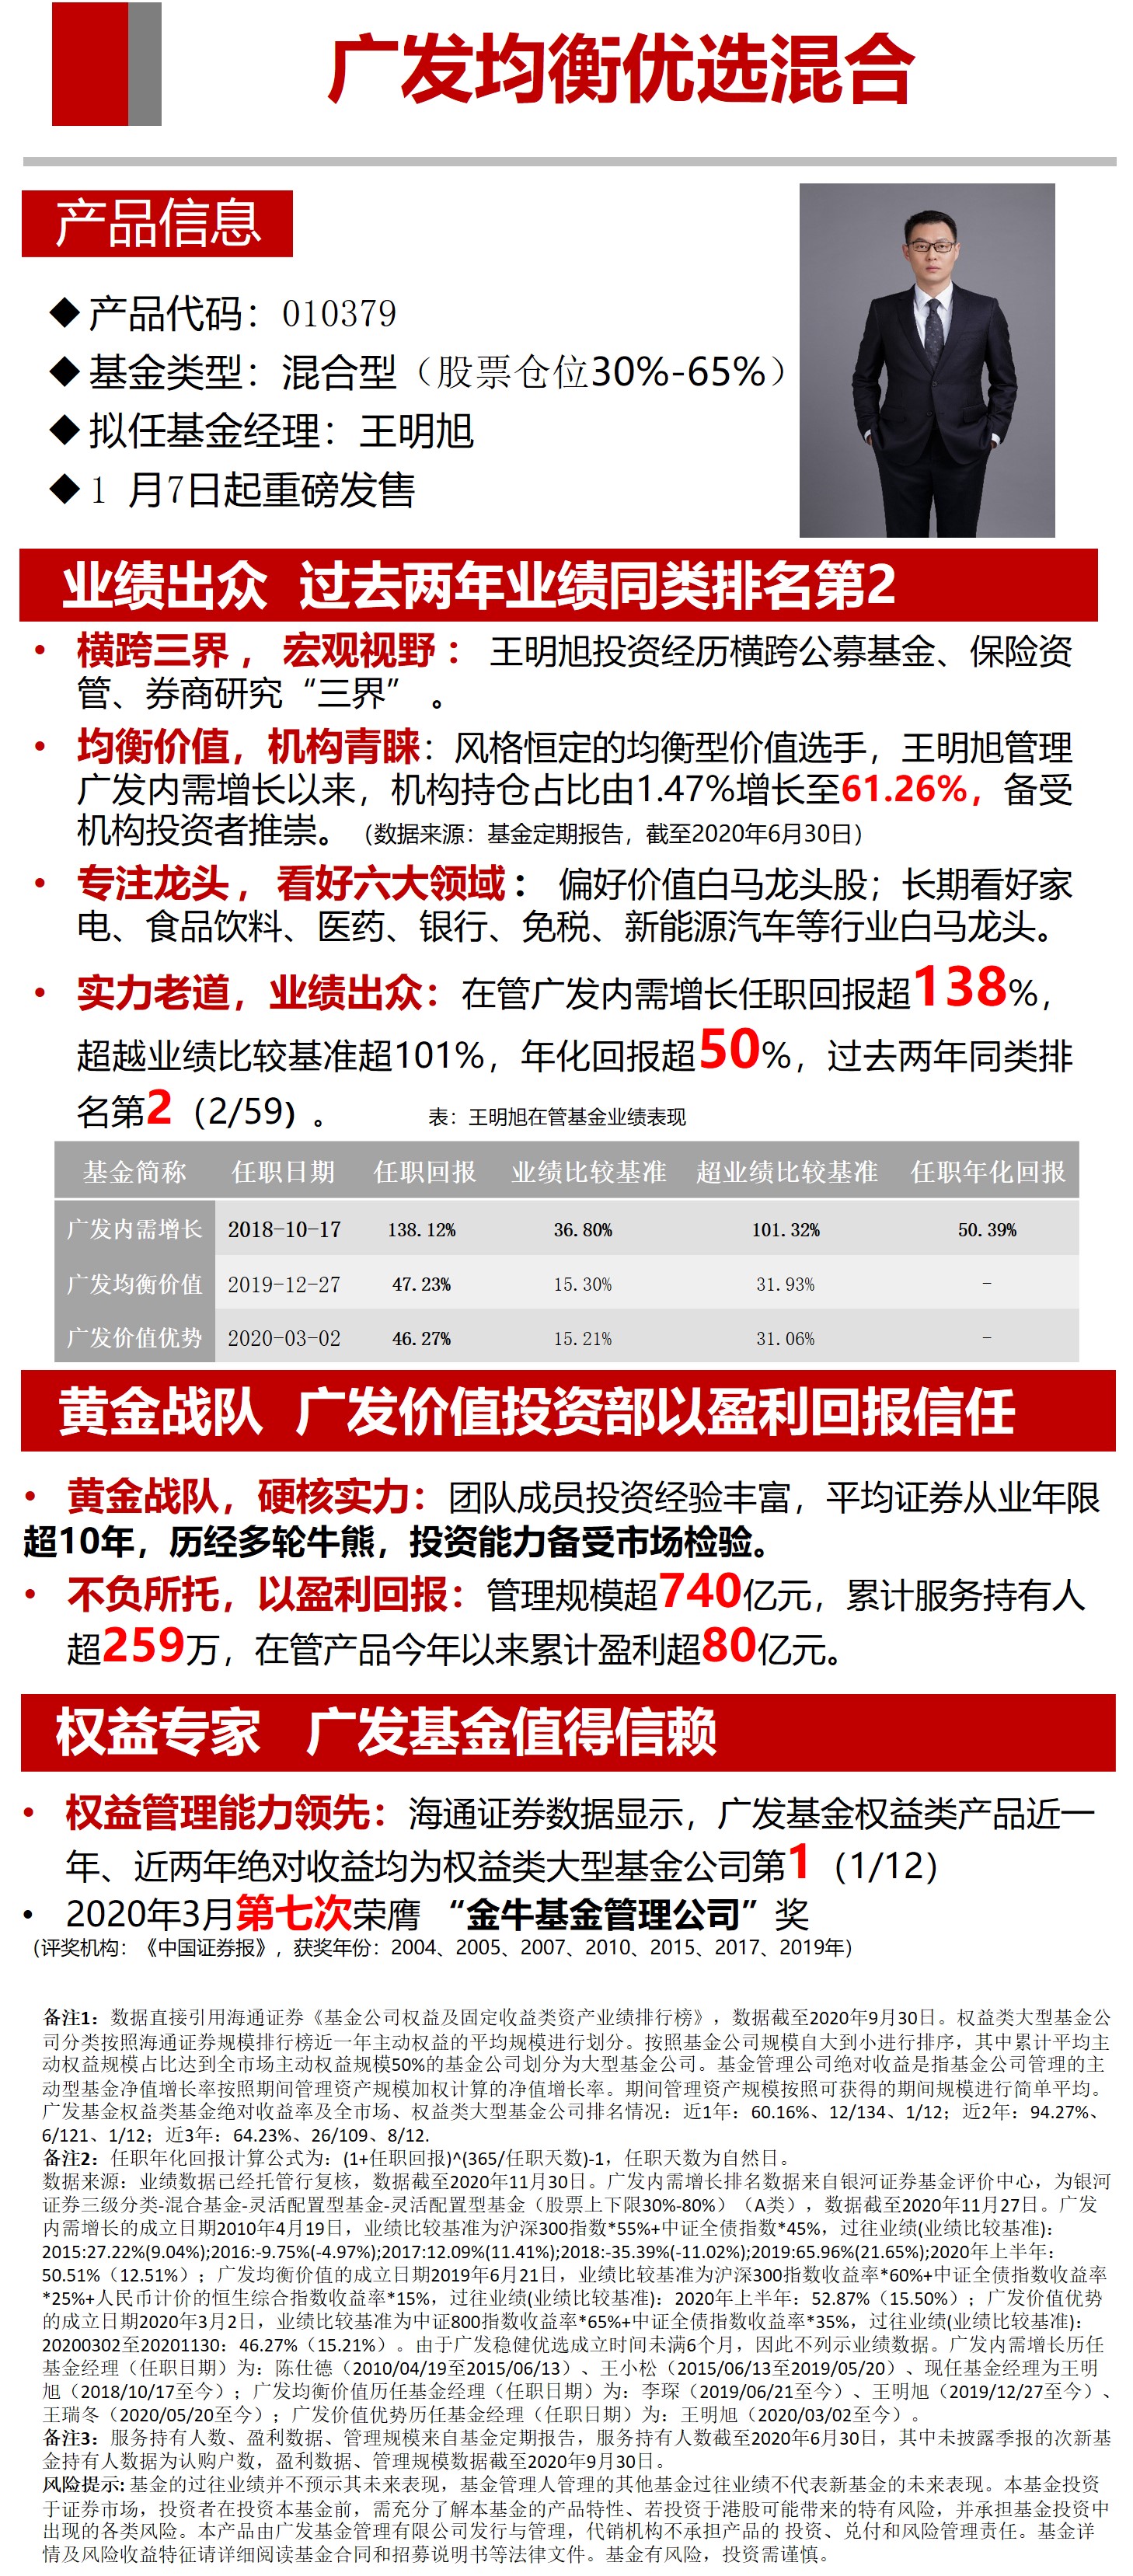 广发均衡优选混合
产品信息
◆产品代码：010379
◆基金类型：混合型（股票仓位30%-65%）
◆拟任基金经理：王明旭
◆1 月7日起重磅发售
业绩出众 过去两年业绩同类排名第2
• 横跨三界， 宏观视野： 王明旭投资经历横跨公募基金、保险资
管、券商研究“三界” 。
• 均衡价值，机构青睐：风格恒定的均衡型价值选手，王明旭管理
广发内需增长以来，机构持仓占比由1.47%增长至61.26%，备受
机构投资者推崇。（数据来源：基金定期报告，截至2020年6月30日）
• 专注龙头，看好六大领域： 偏好价值白马龙头股；长期看好家
电、食品饮料、医药、银行、免税、新能源汽车等行业白马龙头。
• 实力老道，业绩出众：在管广发内需增长任职回报超138%，
超越业绩比较基准超101%，年化回报超50%，过去两年同类排
名第2（2/59）。 表：王明旭在管基金业绩表现
基金简称 任职日期 任职回报 业绩比较基准 超业绩比较基准 任职年化回报
广发内需增长 2018-10-17 138.12% 36.80% 101.32% 50.39%
广发均衡价值 2019-12-27 47.23% 15.30% 31.93% -
广发价值优势 2020-03-02 46.27% 15.21% 31.06% -
黄金战队 广发价值投资部以盈利回报信任
• 黄金战队，硬核实力：团队成员投资经验丰富，平均证券从业年限
超10年，历经多轮牛熊，投资能力备受市场检验。
• 不负所托，以盈利回报：管理规模超740亿元，累计服务持有人
超259万，在管产品今年以来累计盈利超80亿元。
权益专家 广发基金值得信赖
• 权益管理能力领先：海通证券数据显示，广发基金权益类产品近一
年、近两年绝对收益均为权益类大型基金公司第1（1/12）
• 2020年3月第七次荣膺 “金牛基金管理公司”奖
（评奖机构：《中国证券报》，获奖年份：2004、2005、2007、2010、2015、2017、2019年）
备注1：数据直接引用海通证券《基金公司权益及固定收益类资产业绩排行榜》，数据截至2020年9月30日。权益类大型基金公
司分类按照海通证券规模排行榜近一年主动权益的平均规模进行划分。按照基金公司规模自大到小进行排序，其中累计平均主
动权益规模占比达到全市场主动权益规模50%的基金公司划分为大型基金公司。基金管理公司绝对收益是指基金公司管理的主
动型基金净值增长率按照期间管理资产规模加权计算的净值增长率。期间管理资产规模按照可获得的期间规模进行简单平均。
广发基金权益类基金绝对收益率及全市场、权益类大型基金公司排名情况：近1年：60.16%、12/134、1/12；近2年：94.27%、
6/121、1/12；近3年：64.23%、26/109、8/12.
备注2：任职年化回报计算公式为：(1+任职回报)^(365/任职天数)-1，任职天数为自然日。
数据来源：业绩数据已经托管行复核，数据截至2020年11月30日。广发内需增长排名数据来自银河证券基金评价中心，为银河
证券三级分类-混合基金-灵活配置型基金-灵活配置型基金（股票上下限30%-80%）（A类），数据截至2020年11月27日。广发
内需增长的成立日期2010年4月19日，业绩比较基准为沪深300指数*55%+中证全债指数*45%，过往业绩(业绩比较基准)：
2015:27.22%(9.04%);2016:-9.75%(-4.97%);2017:12.09%(11.41%);2018:-35.39%(-11.02%);2019:65.96%(21.65%);2020年上半年：
50.51%（12.51%）；广发均衡价值的成立日期2019年6月21日，业绩比较基准为沪深300指数收益率*60%+中证全债指数收益率
*25%+人民币计价的恒生综合指数收益率*15%，过往业绩(业绩比较基准)：2020年上半年：52.87%（15.50%）；广发价值优势
的成立日期2020年3月2日，业绩比较基准为中证800指数收益率*65%+中证全债指数收益率*35%，过往业绩(业绩比较基准)：
20200302至20201130：46.27%（15.21%）。由于广发稳健优选成立时间未满6个月，因此不列示业绩数据。广发内需增长历任
基金经理（任职日期）为：陈仕德（2010/04/19至2015/06/13）、王小松（2015/06/13至2019/05/20）、现任基金经理为王明
旭（2018/10/17至今）；广发均衡价值历任基金经理（任职日期）为：李琛（2019/06/21至今）、王明旭（2019/12/27至今）、
王瑞冬（2020/05/20至今）；广发价值优势历任基金经理（任职日期）为：王明旭（2020/03/02至今）。
备注3：服务持有人数、盈利数据、管理规模来自基金定期报告，服务持有人数截至2020年6月30日，其中未披露季报的次新基
金持有人数据为认购户数，盈利数据、管理规模数据截至2020年9月30日。
风险提示:基金的过往业绩并不预示其未来表现，基金管理人管理的其他基金过往业绩不代表新基金的未来表现。本基金投资
于证券市场，投资者在投资本基金前，需充分了解本基金的产品特性、若投资于港股可能带来的特有风险，并承担基金投资中
出现的各类风险。本产品由广发基金管理有限公司发行与管理，代销机构不承担产品的 投资、兑付和风险管理责任。基金详
情及风险收益特征请详细阅读基金合同和招募说明书等法律文件。基金有风险，投资需谨慎。